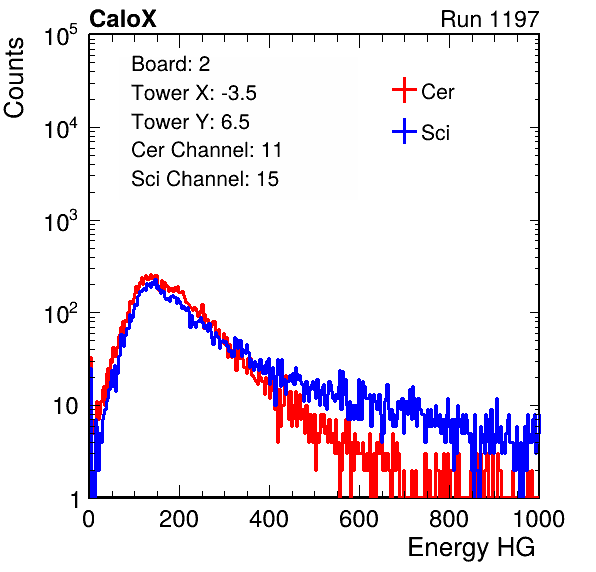 CaloX Run 1197
Counts
10^5
10^4
10^3
10^2
10
1
Board: 2
Tower X: -3.5
Tower Y: 6.5
Cer Channel: 11
Sci Channel: 15
Cer
Sci
0 200 400 600 800 1000
Energy HG